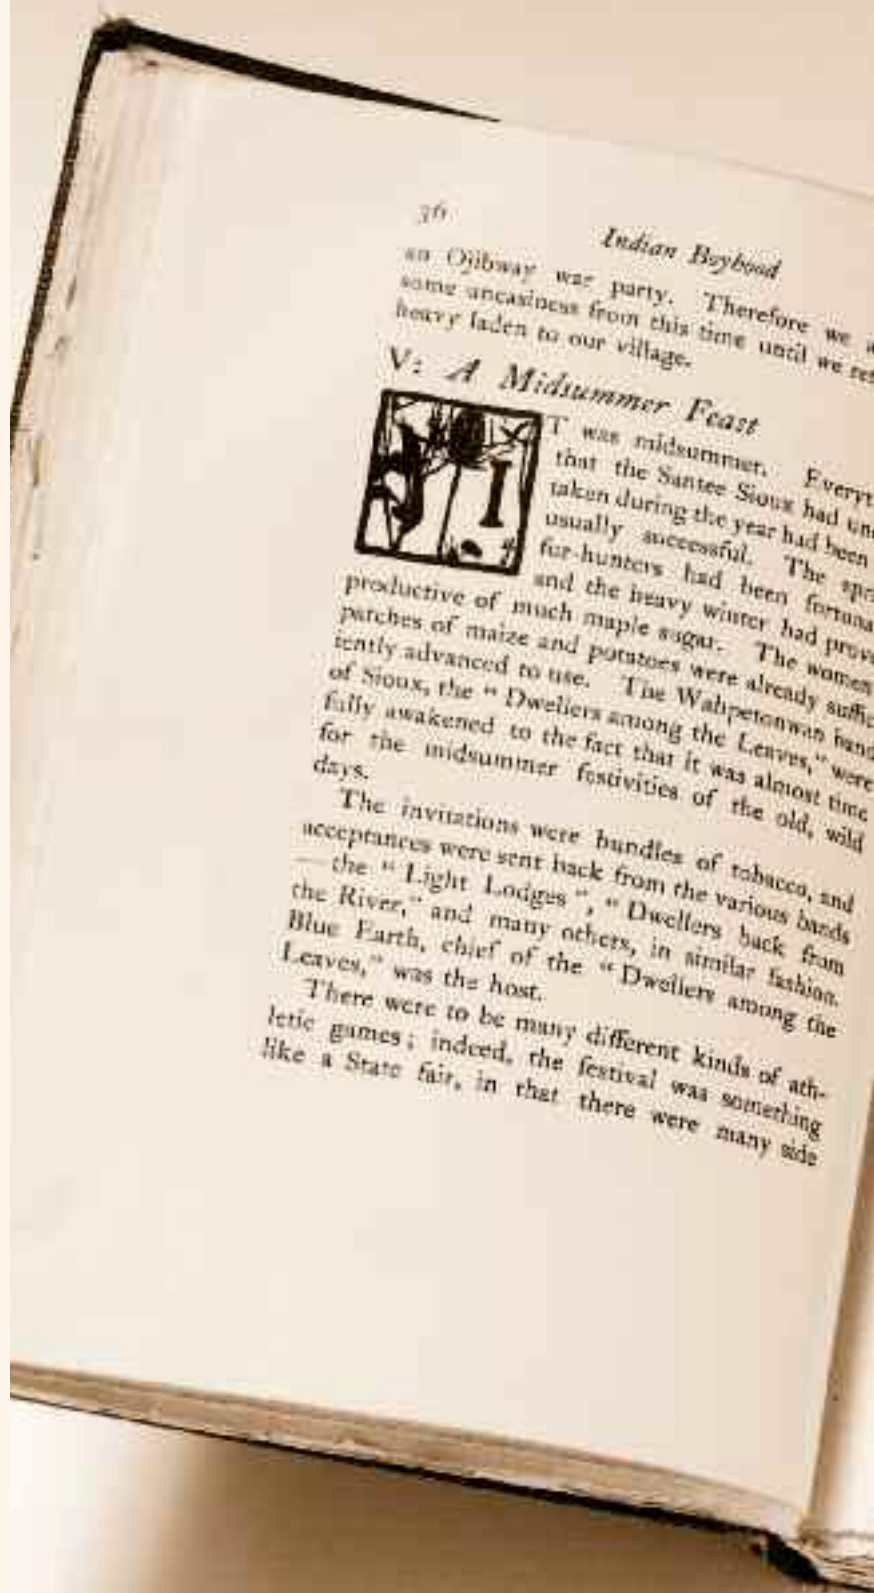 36
Indian Boyhood
an Ojibway war party. Therefore we
some uneasiness from this time until we
heavy laden to our village.
V: A Midsummer Feast
IT was midsummer.
that the Santee Sioux had
taken during the year had been
usually successful. The
fur-hunters had been
and the heavy winter had
productive of much maple sugar. The women
patches of maize and potatoes were already suffic
iently advanced to use. The Wahpetonwan band
of Sioux, the “ Dwellers among the Leaves,” were
fully awakened to the fact that it was almost time
for the midsummer festivities of the old, wild
days.
The invitations were bundles of tobacco, and
acceptances were sent back from the various bands
— the “ Light Lodges ”, “ Dwellers back from
the River,” and many others, in similar fashion.
Blue Earth, chief of the “ Dwellers among the
Leaves,” was the host.
There were to be many different kinds of ath-
letic games ; indeed, the festival was something
like a State fair, in that there were many side